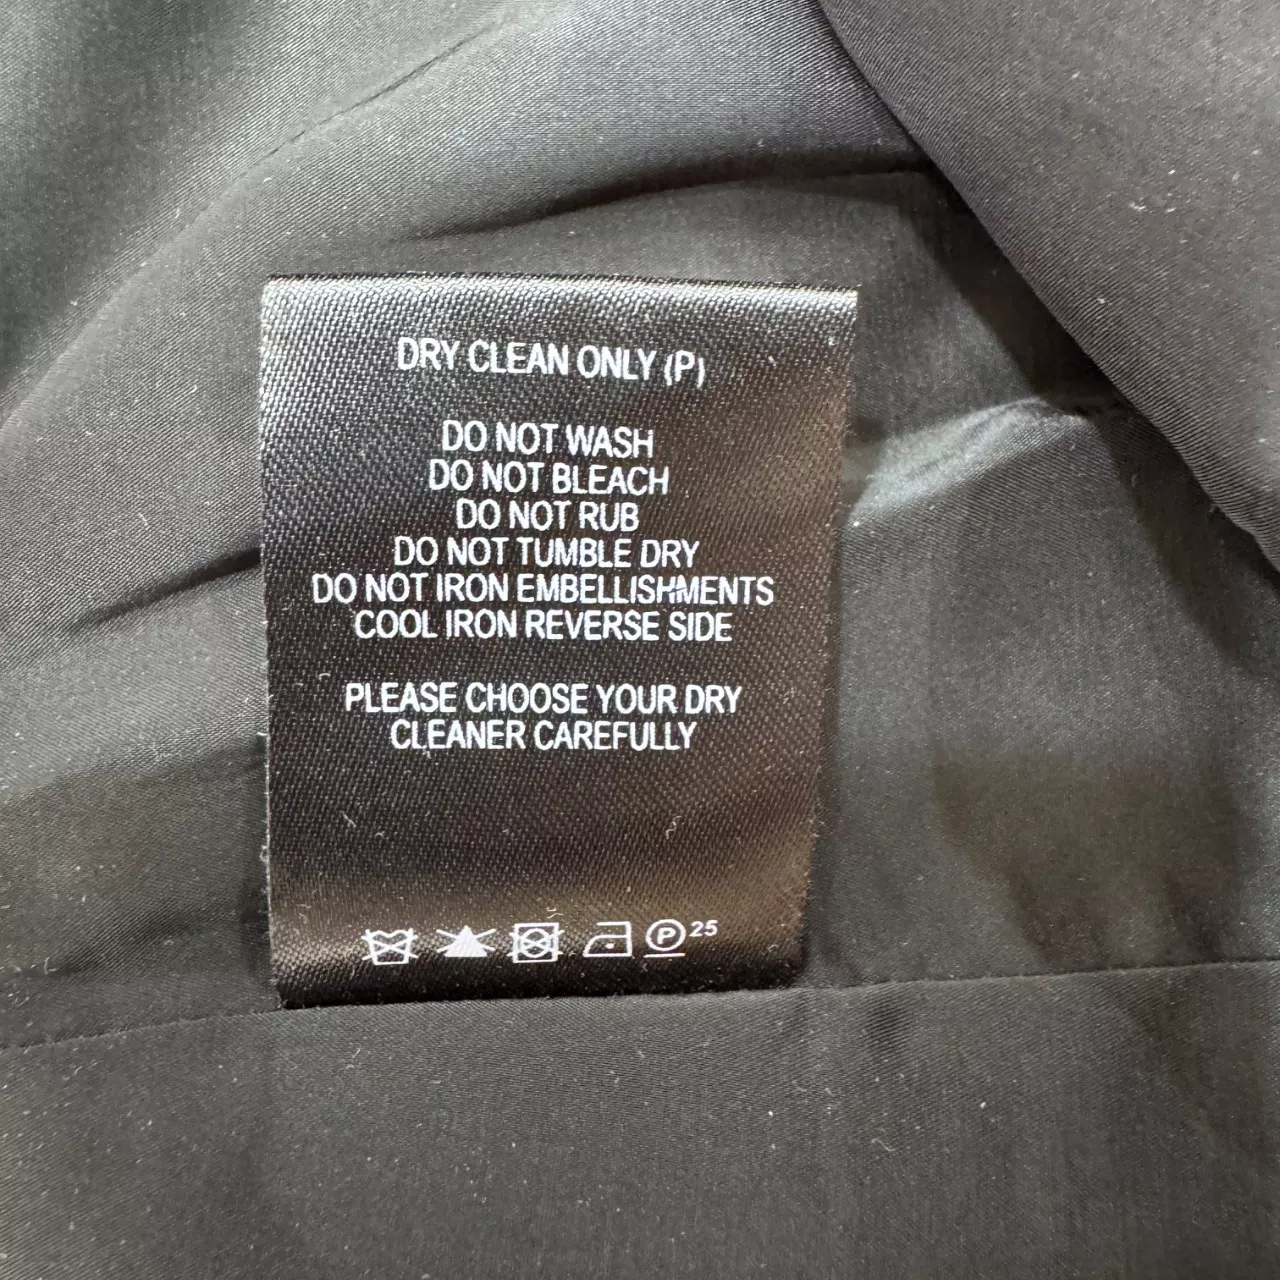 DRY CLEAN ONLY (P)
DO NOT WASH
DO NOT BLEACH
DO NOT RUB
DO NOT TUMBLE DRY
DO NOT IRON EMBELLISHMENTS
COOL IRON REVERSE SIDE
PLEASE CHOOSE YOUR DRY
CLEANER CAREFULLY
P 25